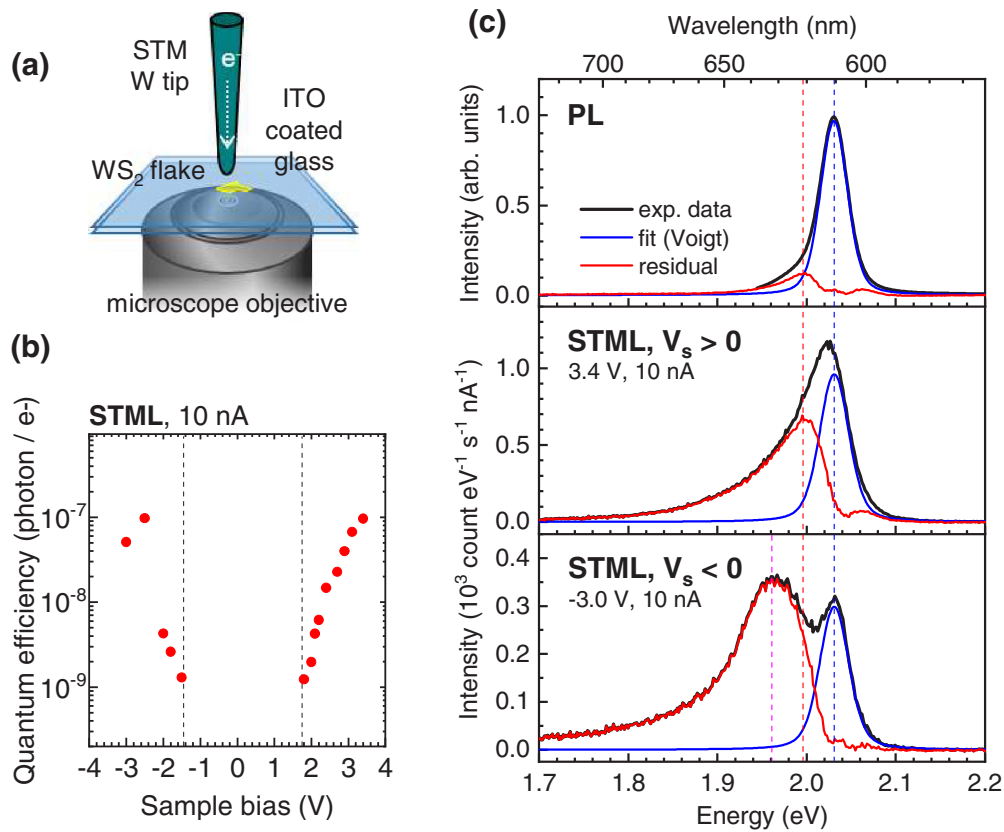 (a)
STM
W tip
e-
ITO
coated
glass
WS2 flake
microscope objective
(b)
STML, 10 nA
Quantum efficiency (photon / e-)
10-7
10-8
10-9
-4 -3 -2 -1 0 1 2 3 4
Sample bias (V)
(c)
Wavelength (nm)
700 650 600
PL
exp. data
fit (Voigt)
residual
Intensity (arb. units)
1.0
0.5
0.0
STML, Vs > 0
3.4 V, 10 nA
1.0
0.5
0.0
STML, Vs < 0
-3.0 V, 10 nA
Intensity (103 count eV-1 s-1 nA-1)
0.4
0.3
0.2
0.1
0.0
1.7 1.8 1.9 2.0 2.1 2.2
Energy (eV)